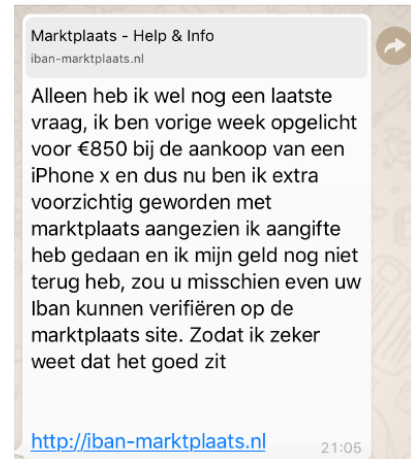 Marktplaats - Help & Info
iban-marktplaats.nl
Alleen heb ik wel nog een laatste
vraag, ik ben vorige week opgelicht
voor €850 bij de aankoop van een
iPhone x en dus nu ben ik extra
voorzichtig geworden met
marktplaats aangezien ik aangifte
heb gedaan en ik mijn geld nog niet
terug heb, zou u misschien even uw
Iban kunnen verifiëren op de
marktplaats site. Zodat ik zeker
weet dat het goed zit
http://iban-marktplaats.nl
21:05